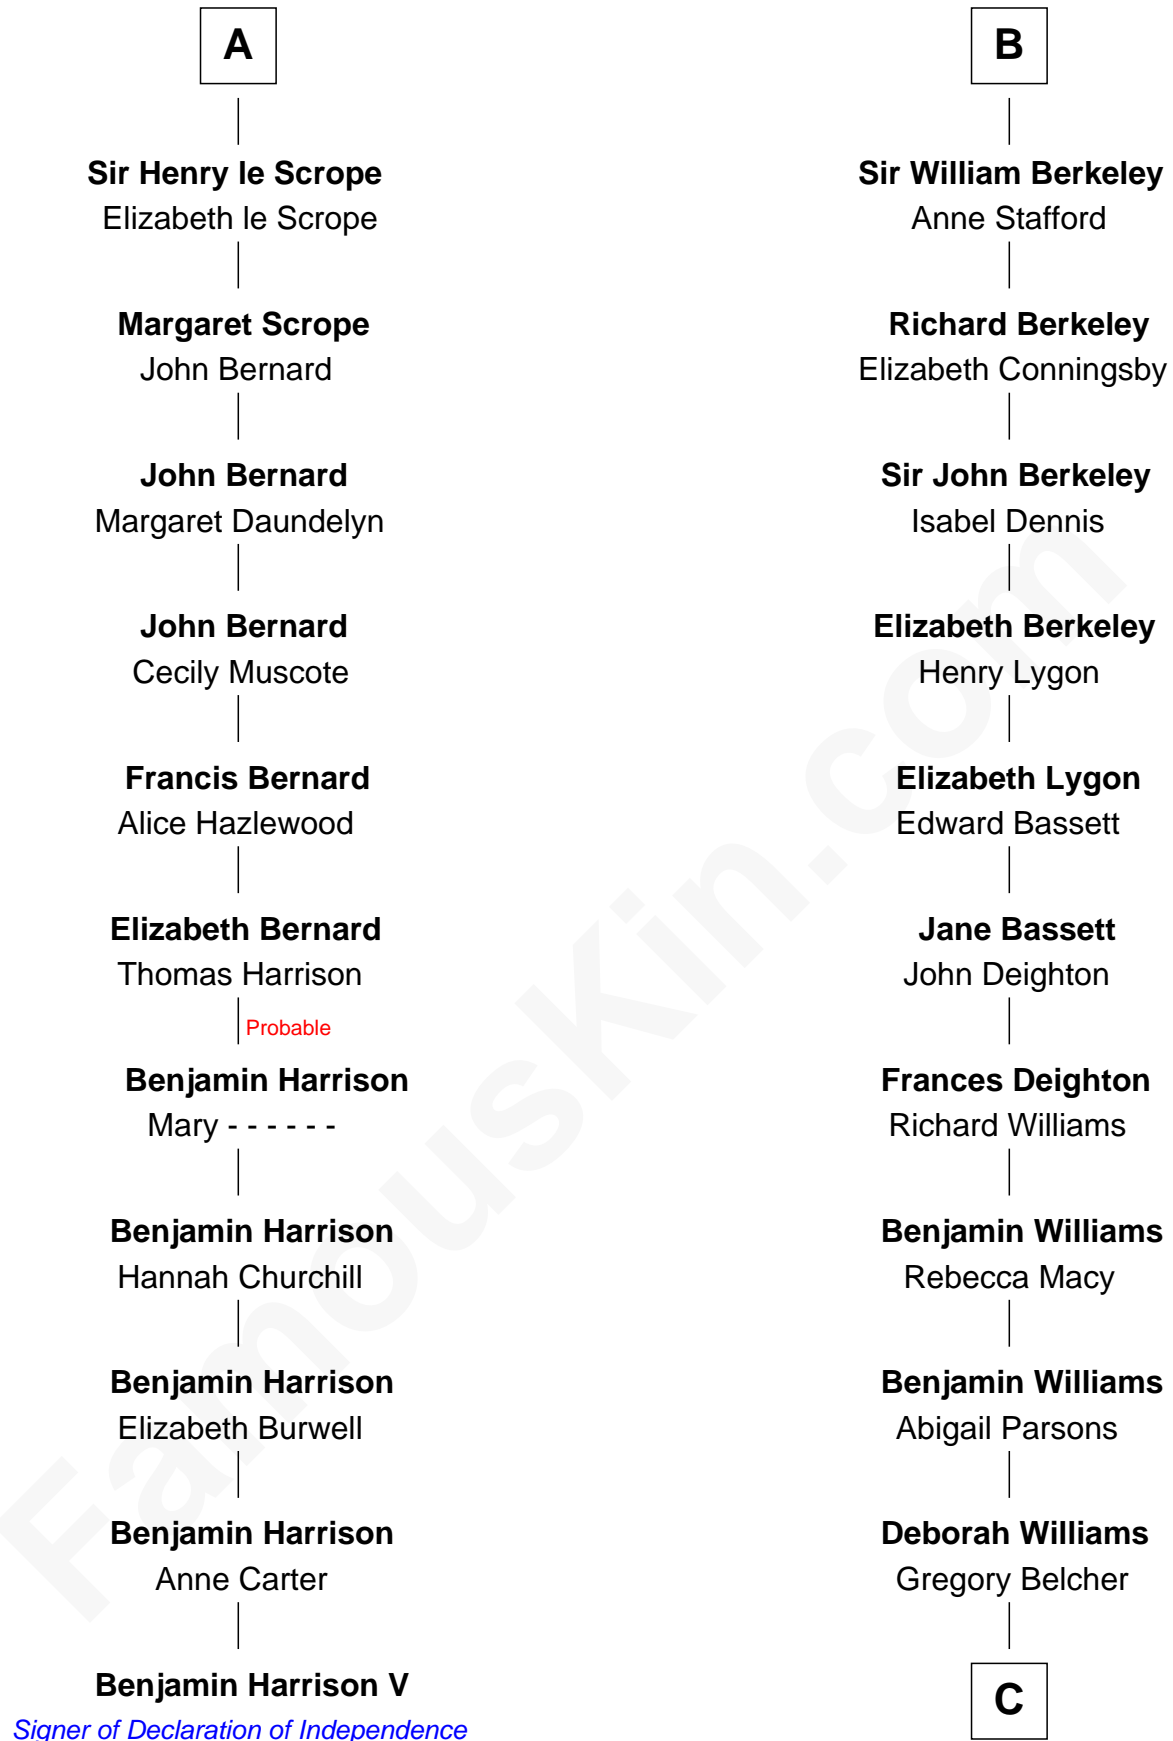 A
Sir Henry le Scrope
Elizabeth le Scrope
Margaret Scrope
John Bernard
John Bernard
Margaret Daundelyn
John Bernard
Cecily Muscote
Francis Bernard
Alice Hazlewood
Elizabeth Bernard
Thomas Harrison
Probable
Benjamin Harrison
Mary - - - - - -
Benjamin Harrison
Hannah Churchill
Benjamin Harrison
Elizabeth Burwell
Benjamin Harrison
Anne Carter
Benjamin Harrison V
Signer of Declaration of Independence
B
Sir William Berkeley
Anne Stafford
Richard Berkeley
Elizabeth Conningsby
Sir John Berkeley
Isabel Dennis
Elizabeth Berkeley
Henry Lygon
Elizabeth Lygon
Edward Bassett
Jane Bassett
John Deighton
Frances Deighton
Richard Williams
Benjamin Williams
Rebecca Macy
Benjamin Williams
Abigail Parsons
Deborah Williams
Gregory Belcher
C
FamousKin.com